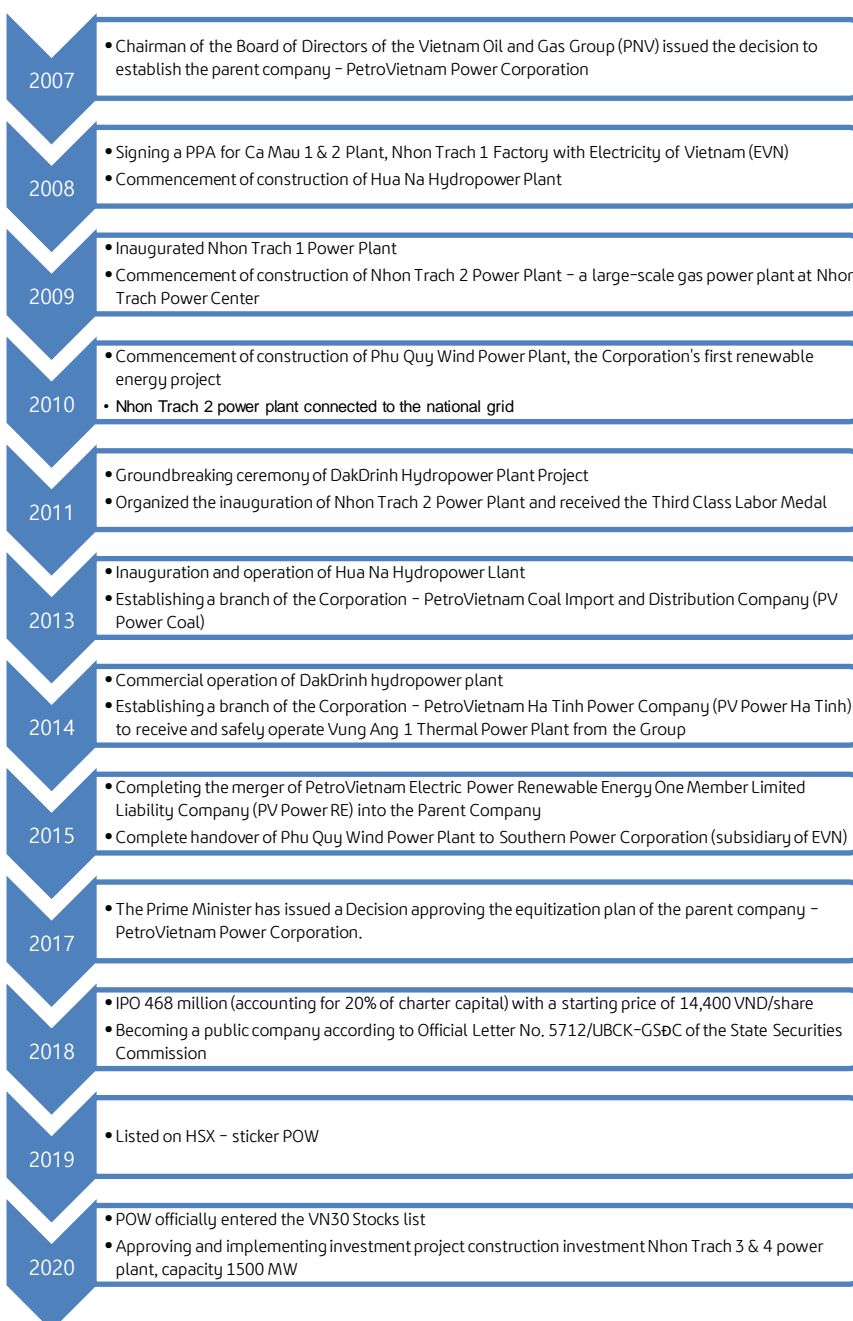 2007
• Chairman of the Board of Directors of the Vietnam Oil and Gas Group (PNV) issued the decision to
establish the parent company - PetroVietnam Power Corporation
2008
• Signing a PPA for Ca Mau 1 & 2 Plant, Nhon Trach 1 Factory with Electricity of Vietnam (EVN)
• Commencement of construction of Hua Na Hydropower Plant
2009
• Inaugurated Nhon Trach 1 Power Plant
• Commencement of construction of Nhon Trach 2 Power Plant - a large-scale gas power plant at Nhon
Trach Power Center
2010
• Commencement of construction of Phu Quy Wind Power Plant, the Corporation's first renewable
energy project
• Nhon Trach 2 power plant connected to the national grid
2011
• Groundbreaking ceremony of DakDrinh Hydropower Plant Project
• Organized the inauguration of Nhon Trach 2 Power Plant and received the Third Class Labor Medal
2013
• Inauguration and operation of Hua Na Hydropower Llant
• Establishing a branch of the Corporation - PetroVietnam Coal Import and Distribution Company (PV
Power Coal)
2014
• Commercial operation of DakDrinh hydropower plant
• Establishing a branch of the Corporation - PetroVietnam Ha Tinh Power Company (PV Power Ha Tinh)
to receive and safely operate Vung Ang 1 Thermal Power Plant from the Group
2015
• Completing the merger of PetroVietnam Electric Power Renewable Energy One Member Limited
Liability Company (PV Power RE) into the Parent Company
• Complete handover of Phu Quy Wind Power Plant to Southern Power Corporation (subsidiary of EVN)
2017
• The Prime Minister has issued a Decision approving the equitization plan of the parent company -
PetroVietnam Power Corporation.
2018
• IPO 468 million (accounting for 20% of charter capital) with a starting price of 14,400 VND/share
• Becoming a public company according to Official Letter No. 5712/UBCK-GSĐC of the State Securities
Commission
2019
• Listed on HSX - sticker POW
2020
• POW officially entered the VN30 Stocks list
• Approving and implementing investment project construction investment Nhon Trach 3 & 4 power
plant, capacity 1500 MW